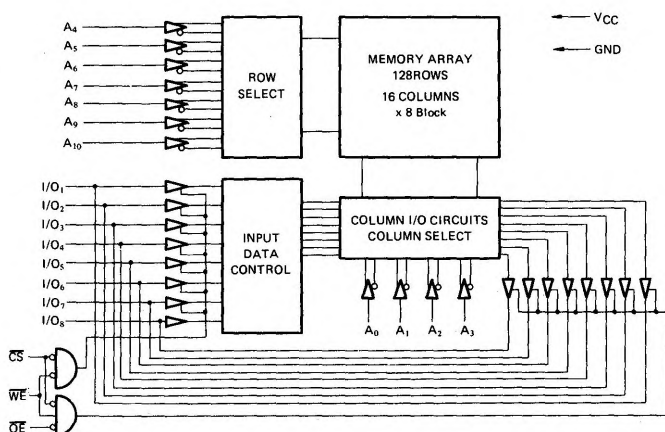 A4
A5
A6
A7
A8
A9
A10
ROW
SELECT
MEMORY ARRAY
128ROWS
16 COLUMNS
x 8 Block
VCC
GND
I/O1
I/O2
I/O3
I/O4
I/O5
I/O6
I/O7
I/O8
INPUT
DATA
CONTROL
COLUMN I/O CIRCUITS
COLUMN SELECT
A0
A1
A2
A3
CS
WE
OE